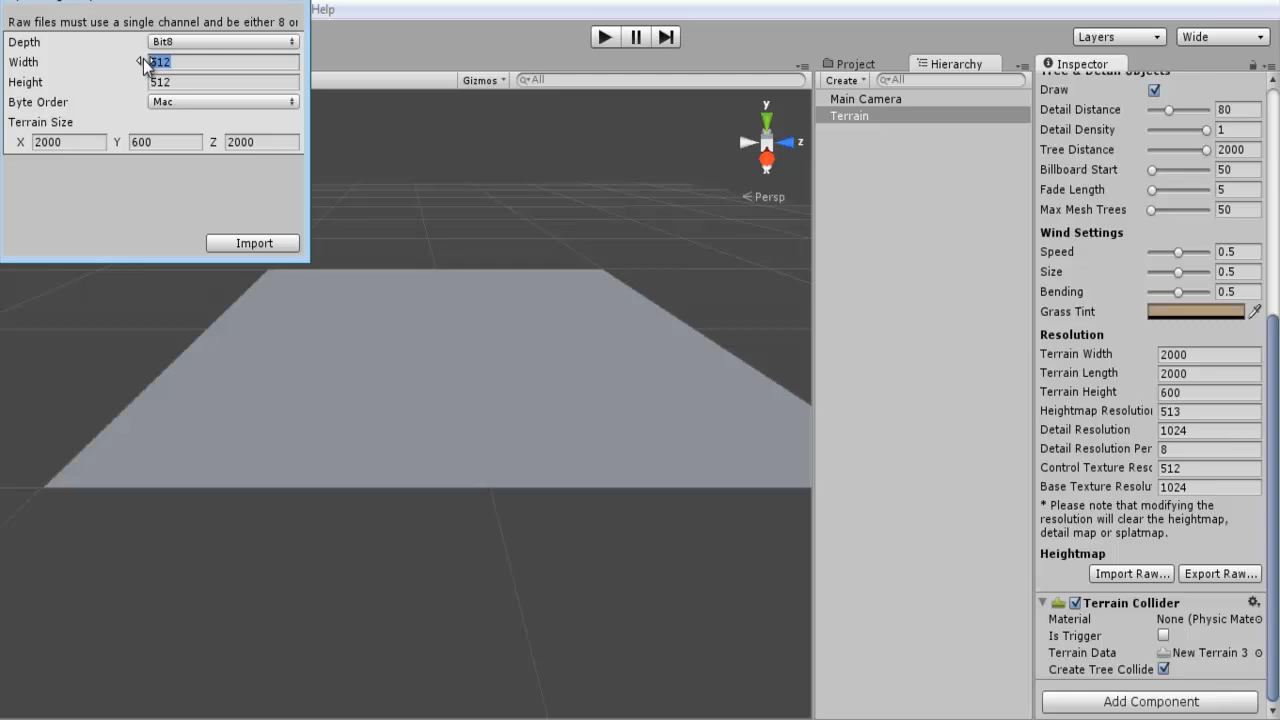 Help
Raw files must use a single channel and be either 8 or
Depth Bit8
Width 512
Height 512
Byte Order Mac
Terrain Size
X 2000 Y 600 Z 2000
Import
Layers Wide
Gizmos All
y
z
x
Persp
Project Hierarchy
Create All
Main Camera
Terrain
Inspector
Tree & Detail Objects
Draw
Detail Distance 80
Detail Density 1
Tree Distance 2000
Billboard Start 50
Fade Length 5
Max Mesh Trees 50
Wind Settings
Speed 0.5
Size 0.5
Bending 0.5
Grass Tint
Resolution
Terrain Width 2000
Terrain Length 2000
Terrain Height 600
Heightmap Resolutio 513
Detail Resolution 1024
Detail Resolution Per 8
Control Texture Res 512
Base Texture Resolu 1024
* Please note that modifying the
resolution will clear the heightmap,
detail map or splatmap.
Heightmap
Import Raw... Export Raw...
Terrain Collider
Material None (Physic Mate
Is Trigger
Terrain Data New Terrain 3
Create Tree Collide
Add Component